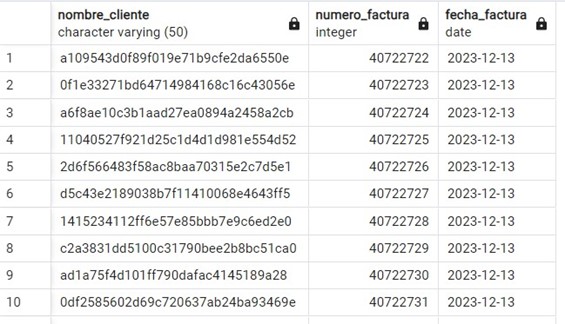 nombre_cliente numero_factura fecha_factura
character varying (50) integer date
1 a109543d0f89f019e71b9cfe2da6550e 40722722 2023-12-13
2 0f1e33271bd64714984168c16c43056e 40722723 2023-12-13
3 a6f8ae10c3b1aad27ea0894a2458a2cb 40722724 2023-12-13
4 11040527f921d25c1d4d1d981e554d52 40722725 2023-12-13
5 2d6f566483f58ac8baa70315e2c7d5e1 40722726 2023-12-13
6 d5c43e2189038b7f11410068e4643ff5 40722727 2023-12-13
7 1415234112ff6e57e85bbb7e9c6ed2e0 40722728 2023-12-13
8 c2a3831dd5100c31790bee2b8bc51ca0 40722729 2023-12-13
9 ad1a75f4d101ff790dafac4145189a28 40722730 2023-12-13
10 0df2585602d69c720637ab24ba93469e 40722731 2023-12-13